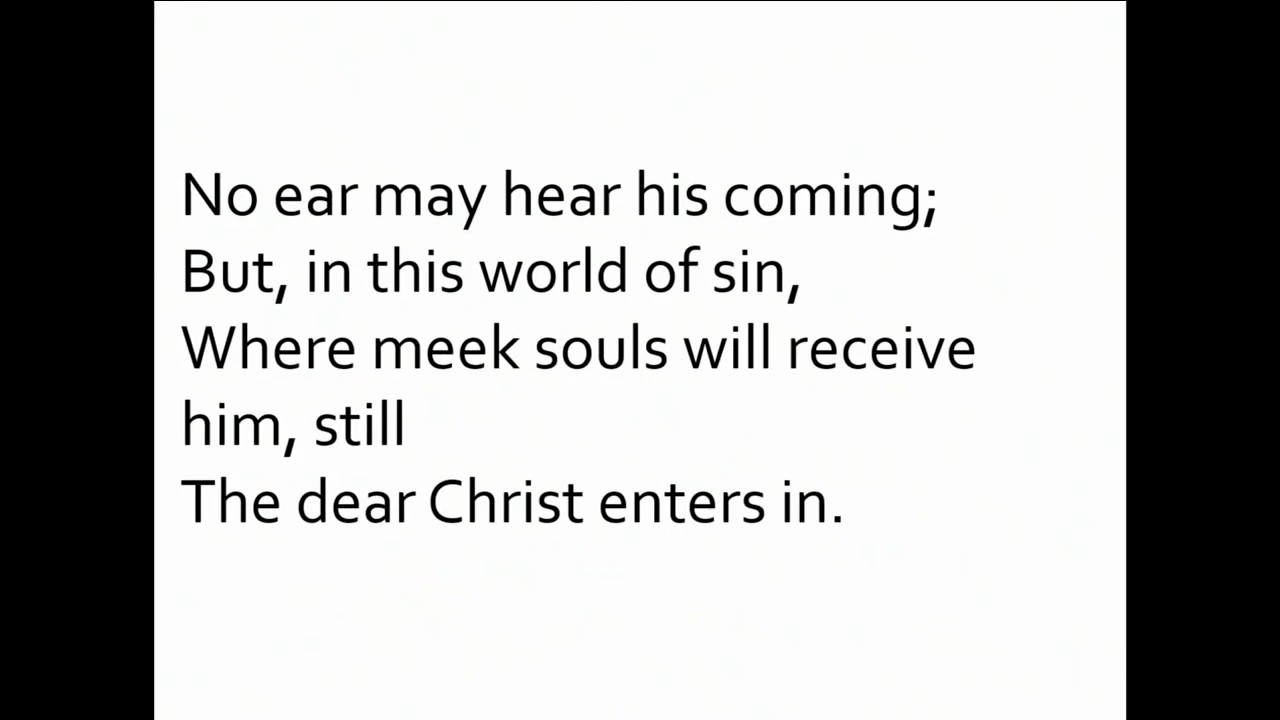 No ear may hear his coming;
But, in this world of sin,
Where meek souls will receive
him, still
The dear Christ enters in.